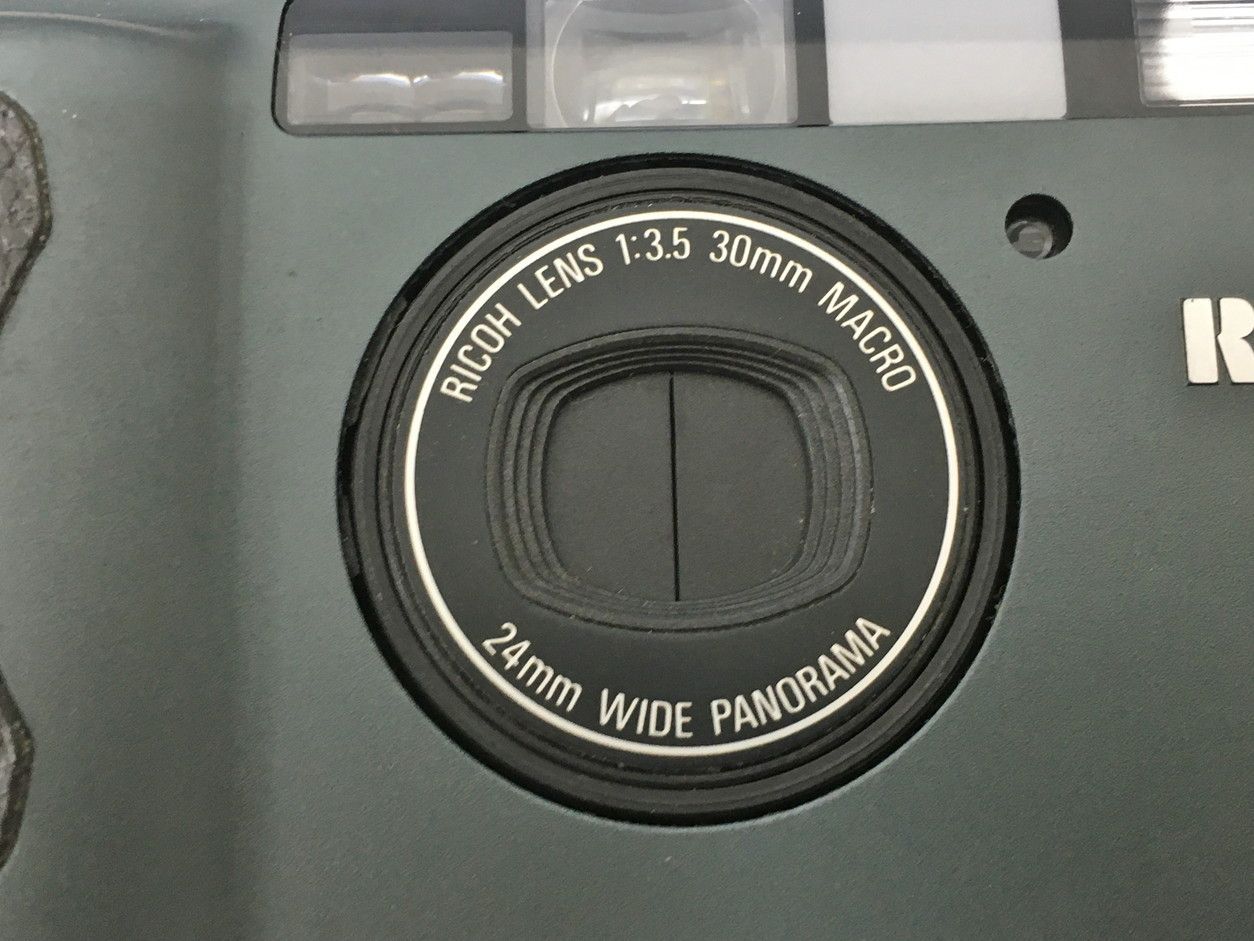 RICOH LENS 1:3.5 30mm MACRO
R
24mm WIDE PANORAMA